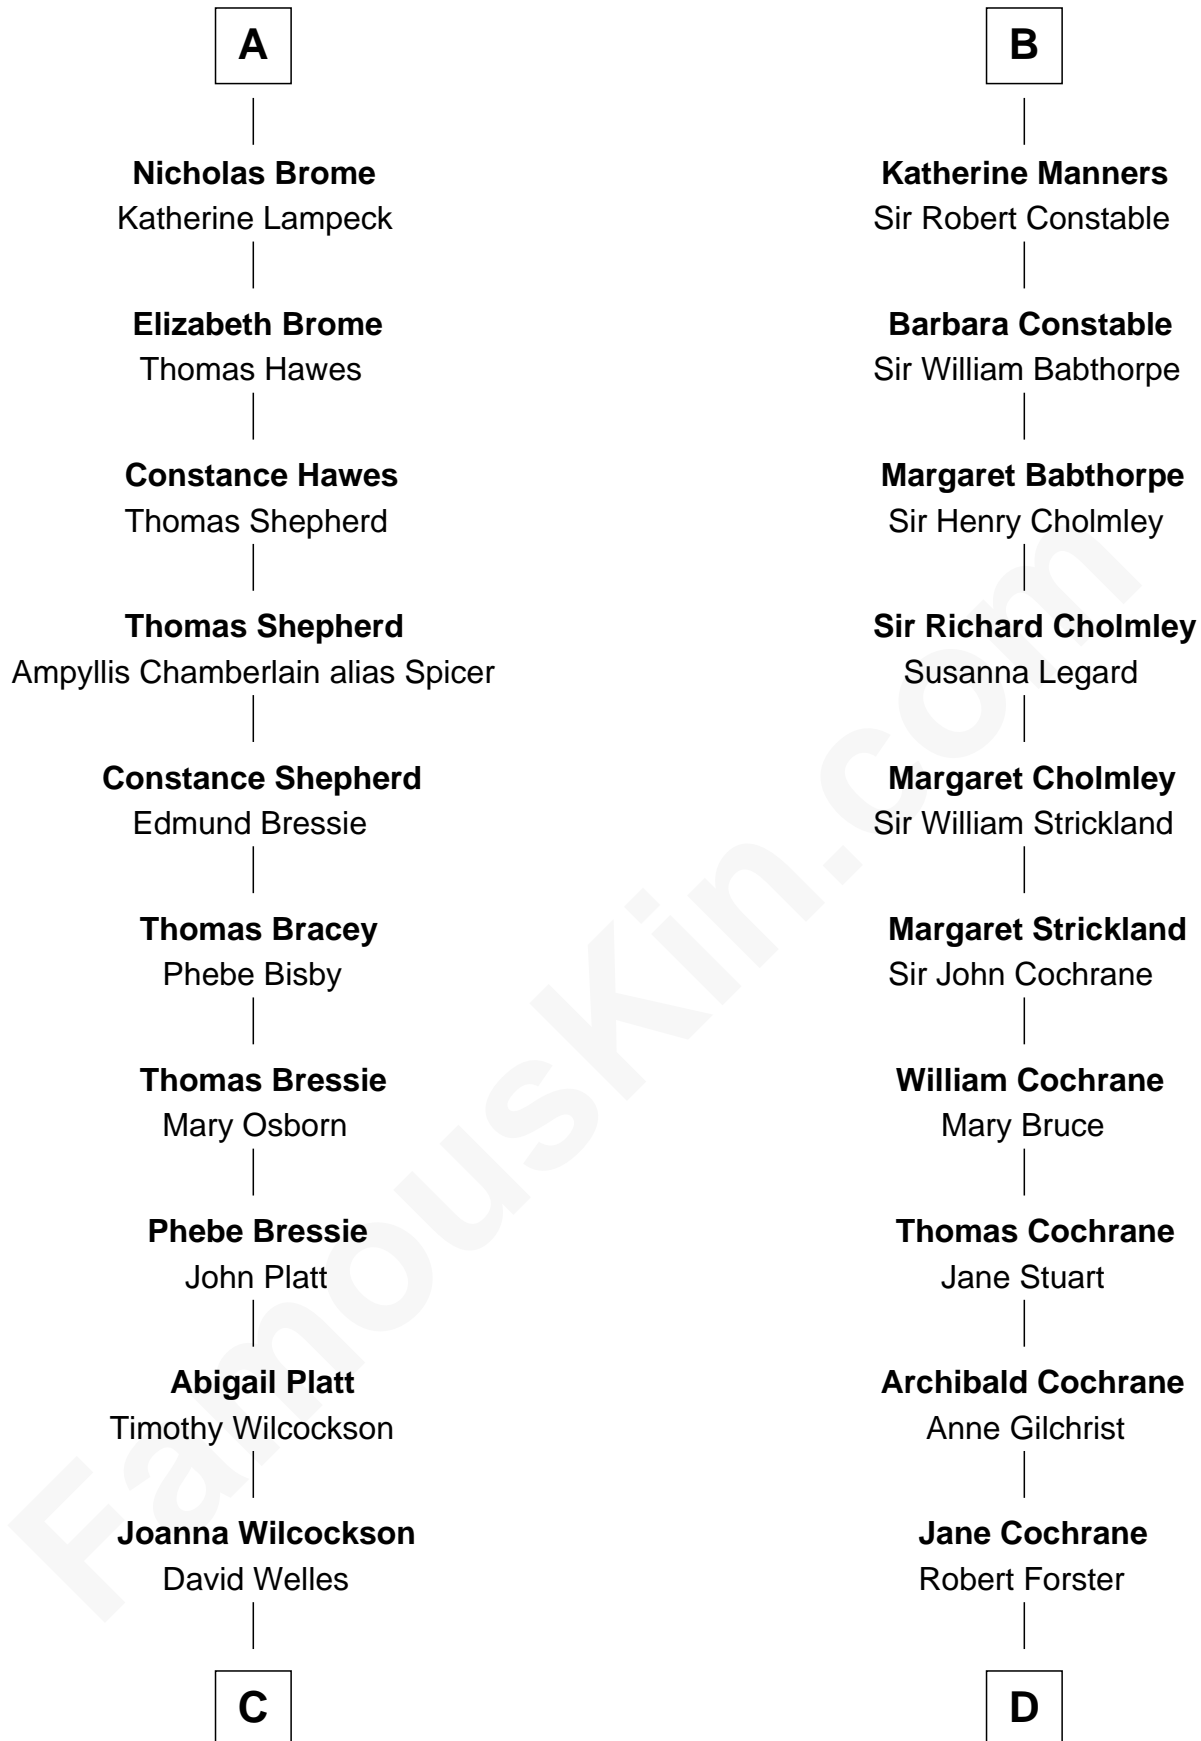 A
Nicholas Brome
Katherine Lampeck
Elizabeth Brome
Thomas Hawes
Constance Hawes
Thomas Shepherd
Thomas Shepherd
Ampyllis Chamberlain alias Spicer
Constance Shepherd
Edmund Bressie
Thomas Bracey
Phebe Bisby
Thomas Bressie
Mary Osborn
Phebe Bressie
John Platt
Abigail Platt
Timothy Wilcockson
Joanna Wilcockson
David Welles
C
B
Katherine Manners
Sir Robert Constable
Barbara Constable
Sir William Babthorpe
Margaret Babthorpe
Sir Henry Cholmley
Sir Richard Cholmley
Susanna Legard
Margaret Cholmley
Sir William Strickland
Margaret Strickland
Sir John Cochrane
William Cochrane
Mary Bruce
Thomas Cochrane
Jane Stuart
Archibald Cochrane
Anne Gilchrist
Jane Cochrane
Robert Forster
D
FamousKin.com